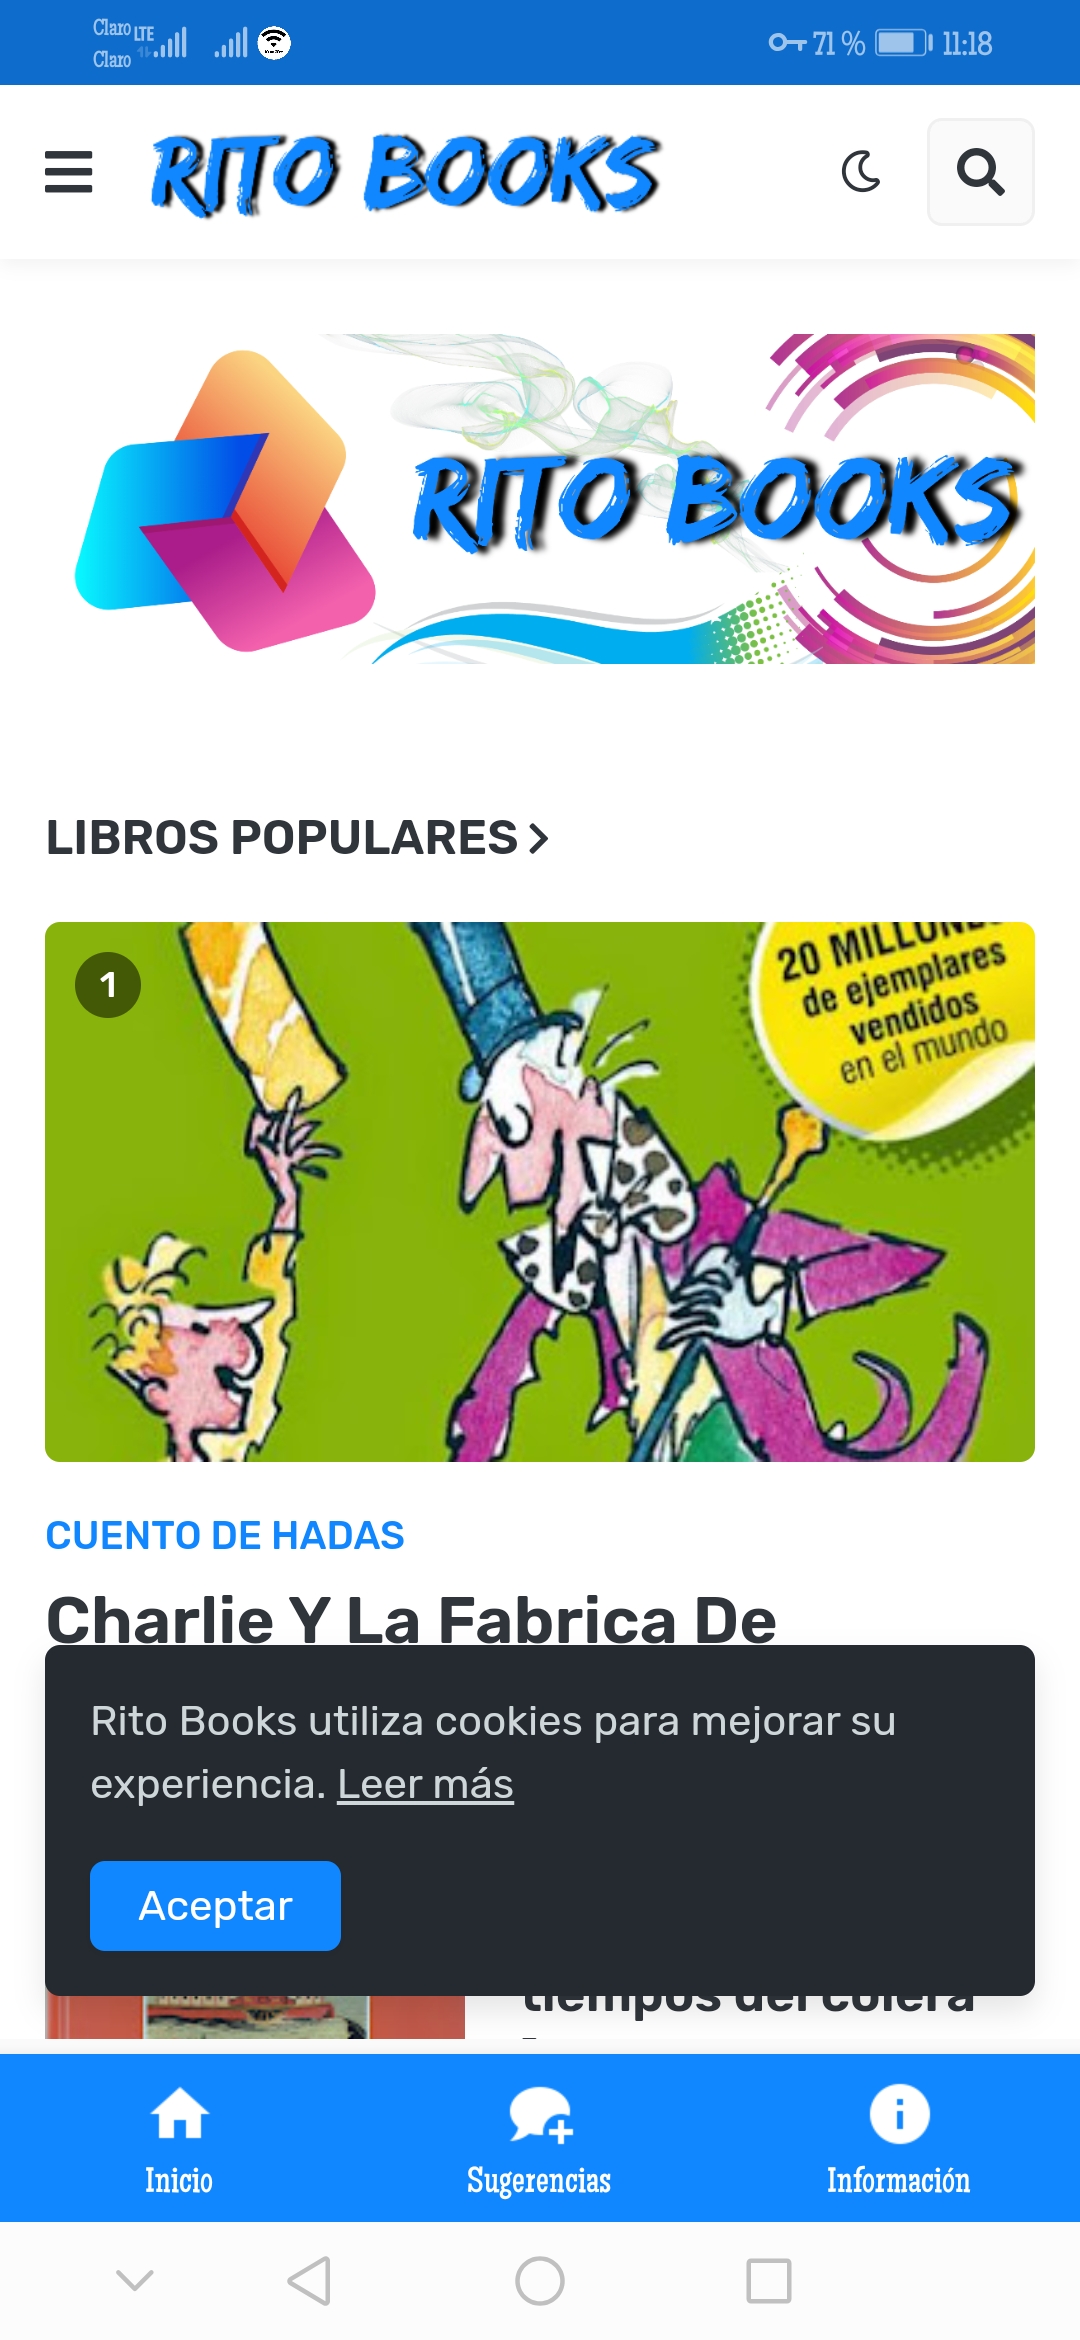 Claro LTE
Claro
71 % 11:18
RITO BOOKS
RITO BOOKS
LIBROS POPULARES
1
20 MILLONES
de ejemplares
vendidos
en el mundo
CUENTO DE HADAS
Charlie Y La Fabrica De
Rito Books utiliza cookies para mejorar su
experiencia. Leer más
Aceptar
tiempos del cólera
Inicio
Sugerencias
Información